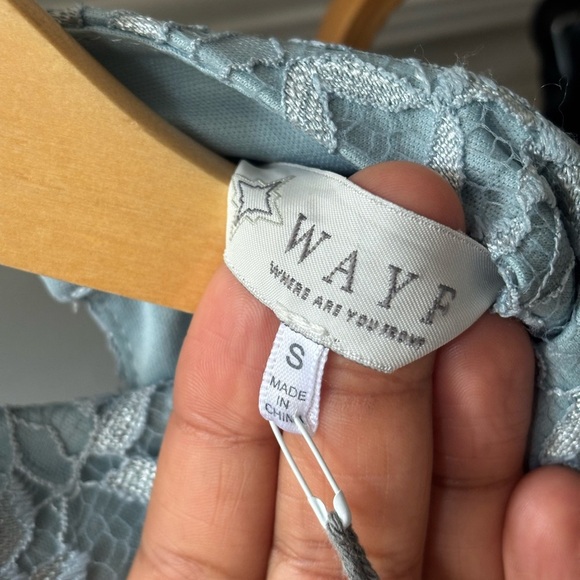 WAYF
WHERE ARE YOU FROM?
S
MADE
IN
CHINA